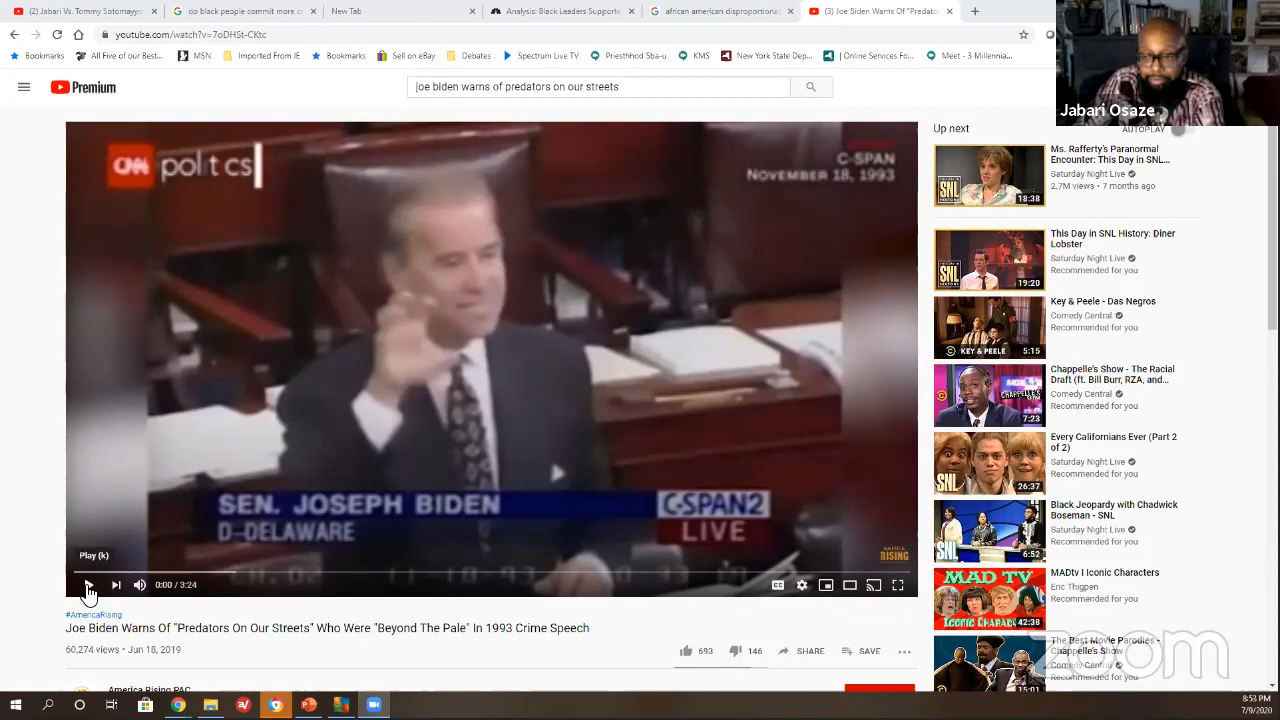 (2) Jabari Vs. Tommy Sotomayor
do black people commit more cr
New Tab
Analysis: Black Leaders Supporte
african american disproportiona
(3) Joe Biden Warns Of "Predato
youtube.com/watch?v=7oDHSt-CKtc
Bookmarks
All Five of our Best...
MSN
Imported From IE
Bookmarks
Sell on eBay
Debates
Spectrum Live TV
Priesthhod Sba-u
KMS
New York State Dep...
| Online Services Fo...
Meet - 3 Millennia...
Jabari Osaze
Premium
joe biden warns of predators on our streets
CNN politics
C-SPAN
NOVEMBER 18, 1993
SEN. JOSEPH BIDEN
D-DELAWARE
C-SPAN2
LIVE
AMERICA
RISING
Play (k)
0:00 / 3:24
CC
#AmericaRising
Joe Biden Warns Of "Predators On Our Streets" Who Were "Beyond The Pale" In 1993 Crime Speech
60,274 views • Jun 18, 2019
693
146
SHARE
SAVE
America Rising PAC
Up next
AUTOPLAY
Ms. Rafferty's Paranormal
Encounter: This Day in SNL...
Saturday Night Live
2.7M views • 7 months ago
18:38
This Day in SNL History: Diner
Lobster
Saturday Night Live
Recommended for you
19:20
Key & Peele - Das Negros
Comedy Central
Recommended for you
KEY & PEELE
5:15
Chappelle's Show - The Racial
Draft (ft. Bill Burr, RZA, and...
Comedy Central
Recommended for you
7:23
Every Californians Ever (Part 2
of 2)
Saturday Night Live
Recommended for you
SNL
26:37
Black Jeopardy with Chadwick
Boseman - SNL
Saturday Night Live
Recommended for you
SNL
6:52
MADtv I Iconic Characters
Eric Thigpen
Recommended for you
MAD TV
ICONIC CHARAC
42:38
The Best Movie Parodies -
Chappelle's Show
Comedy Central
Recommended for you
15:01
zoom
8:53 PM
7/9/2020